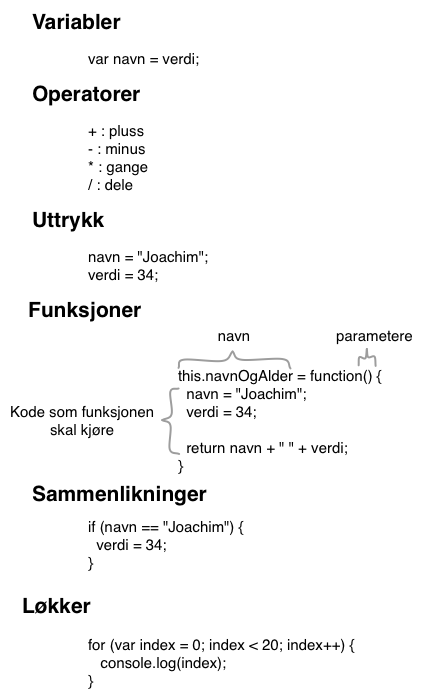 Variabler
var navn = verdi;
Operatorer
+ : pluss
- : minus
* : gange
/ : dele
Uttrykk
navn = "Joachim";
verdi = 34;
Funksjoner
navn
parametere
this.navnOgAlder = function() {
navn = "Joachim";
Kode som funksjonen
verdi = 34;
skal kjøre
return navn + " " + verdi;
}
Sammenlikninger
if (navn == "Joachim") {
verdi = 34;
}
Løkker
for (var index = 0; index < 20; index++) {
console.log(index);
}